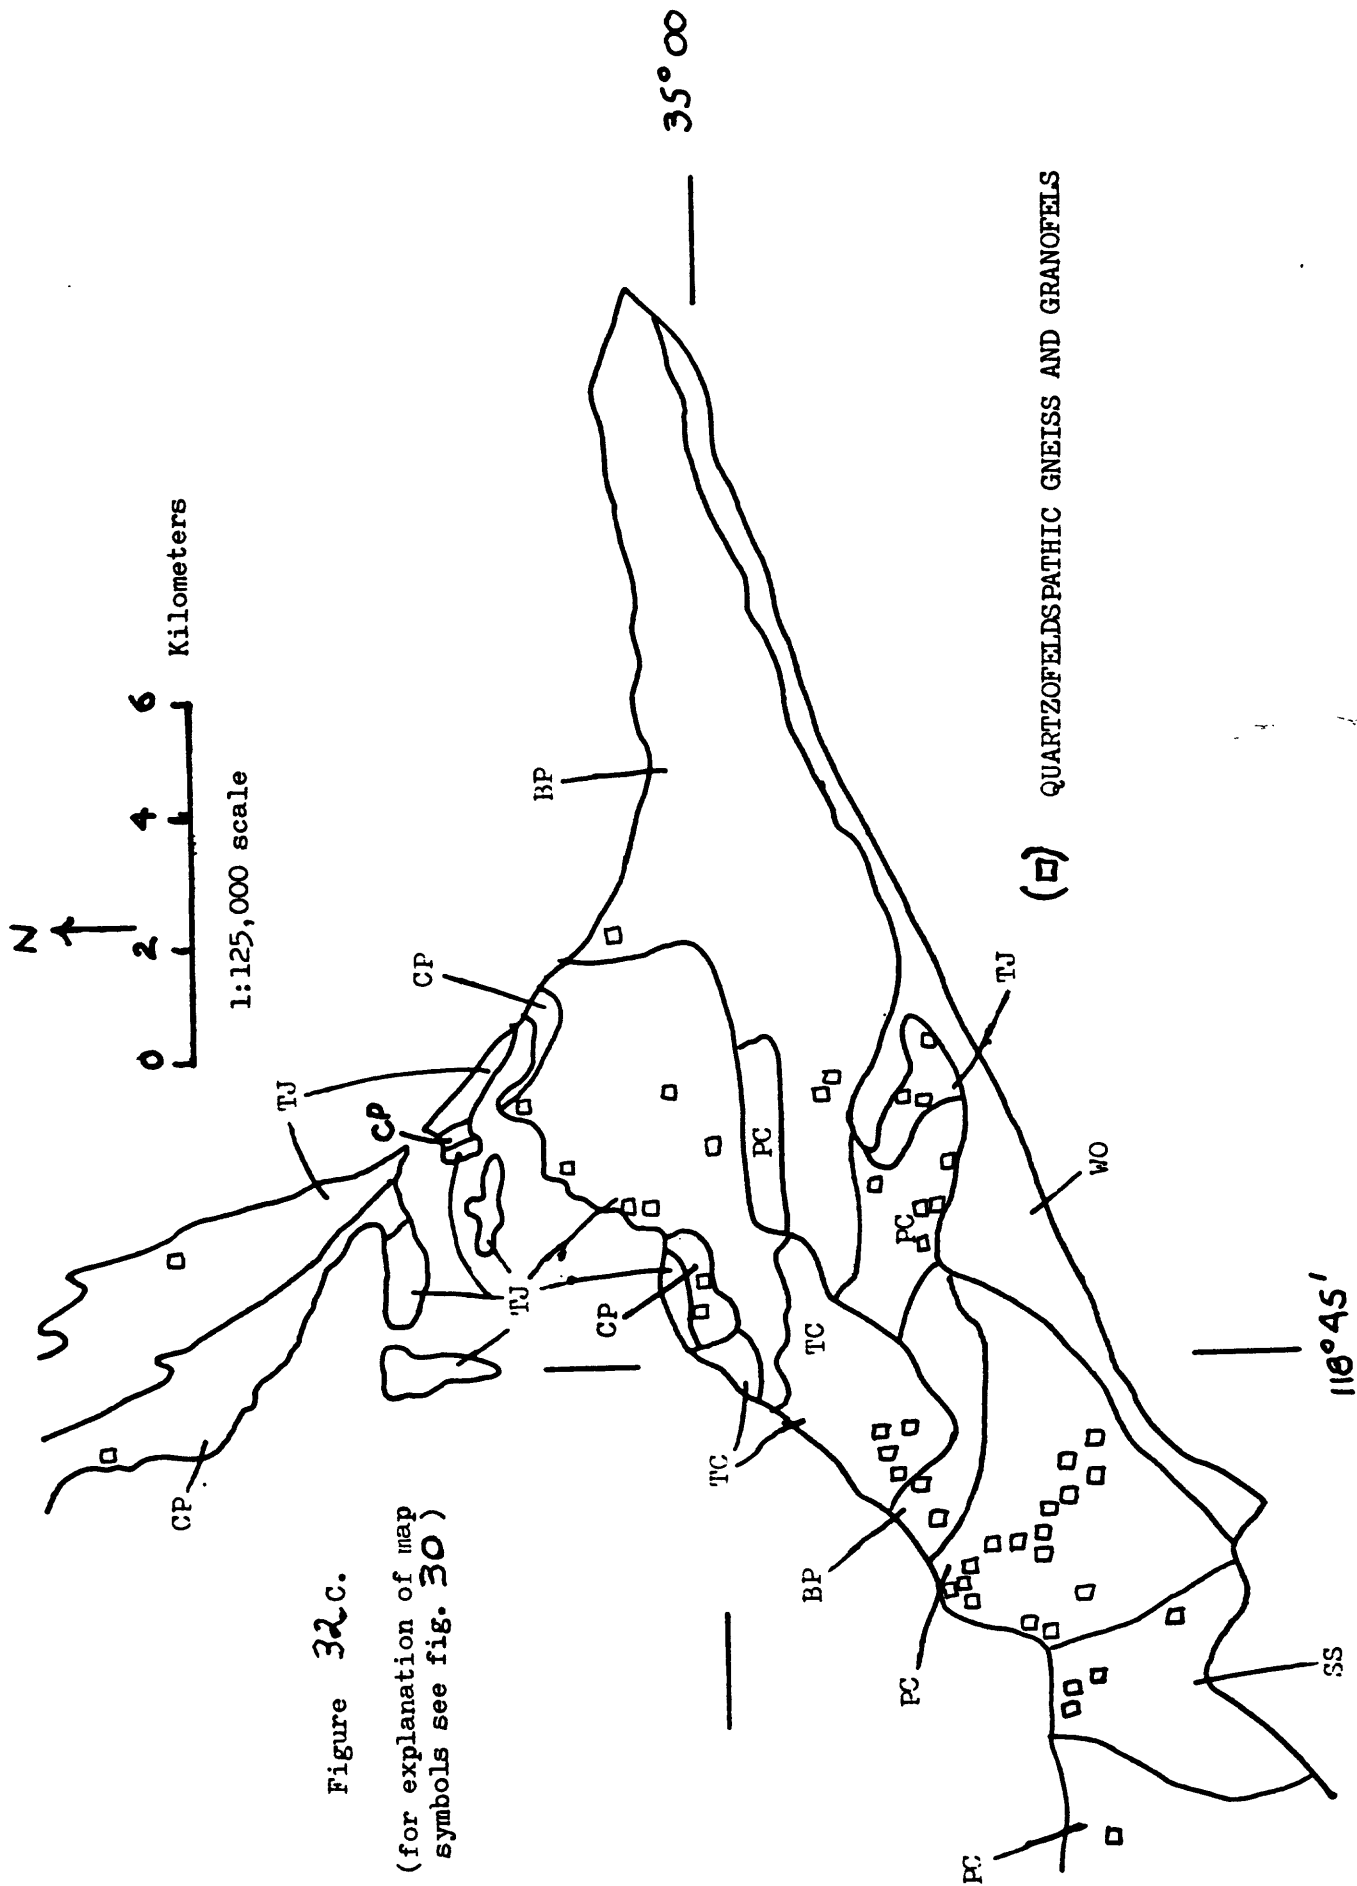 N
0 2 4 6
Kilometers
1:125,000 scale
Figure 32C.
(for explanation of map
symbols see fig. 30)
CP
TJ
CP
CP
TJ
CP
BP
35° 00
TC
TC
PC
BP
PC
PC
PC
TJ
WO
SS
118° 45'
(□) QUARTZOFELDSPATHIC GNEISS AND GRANOFELS